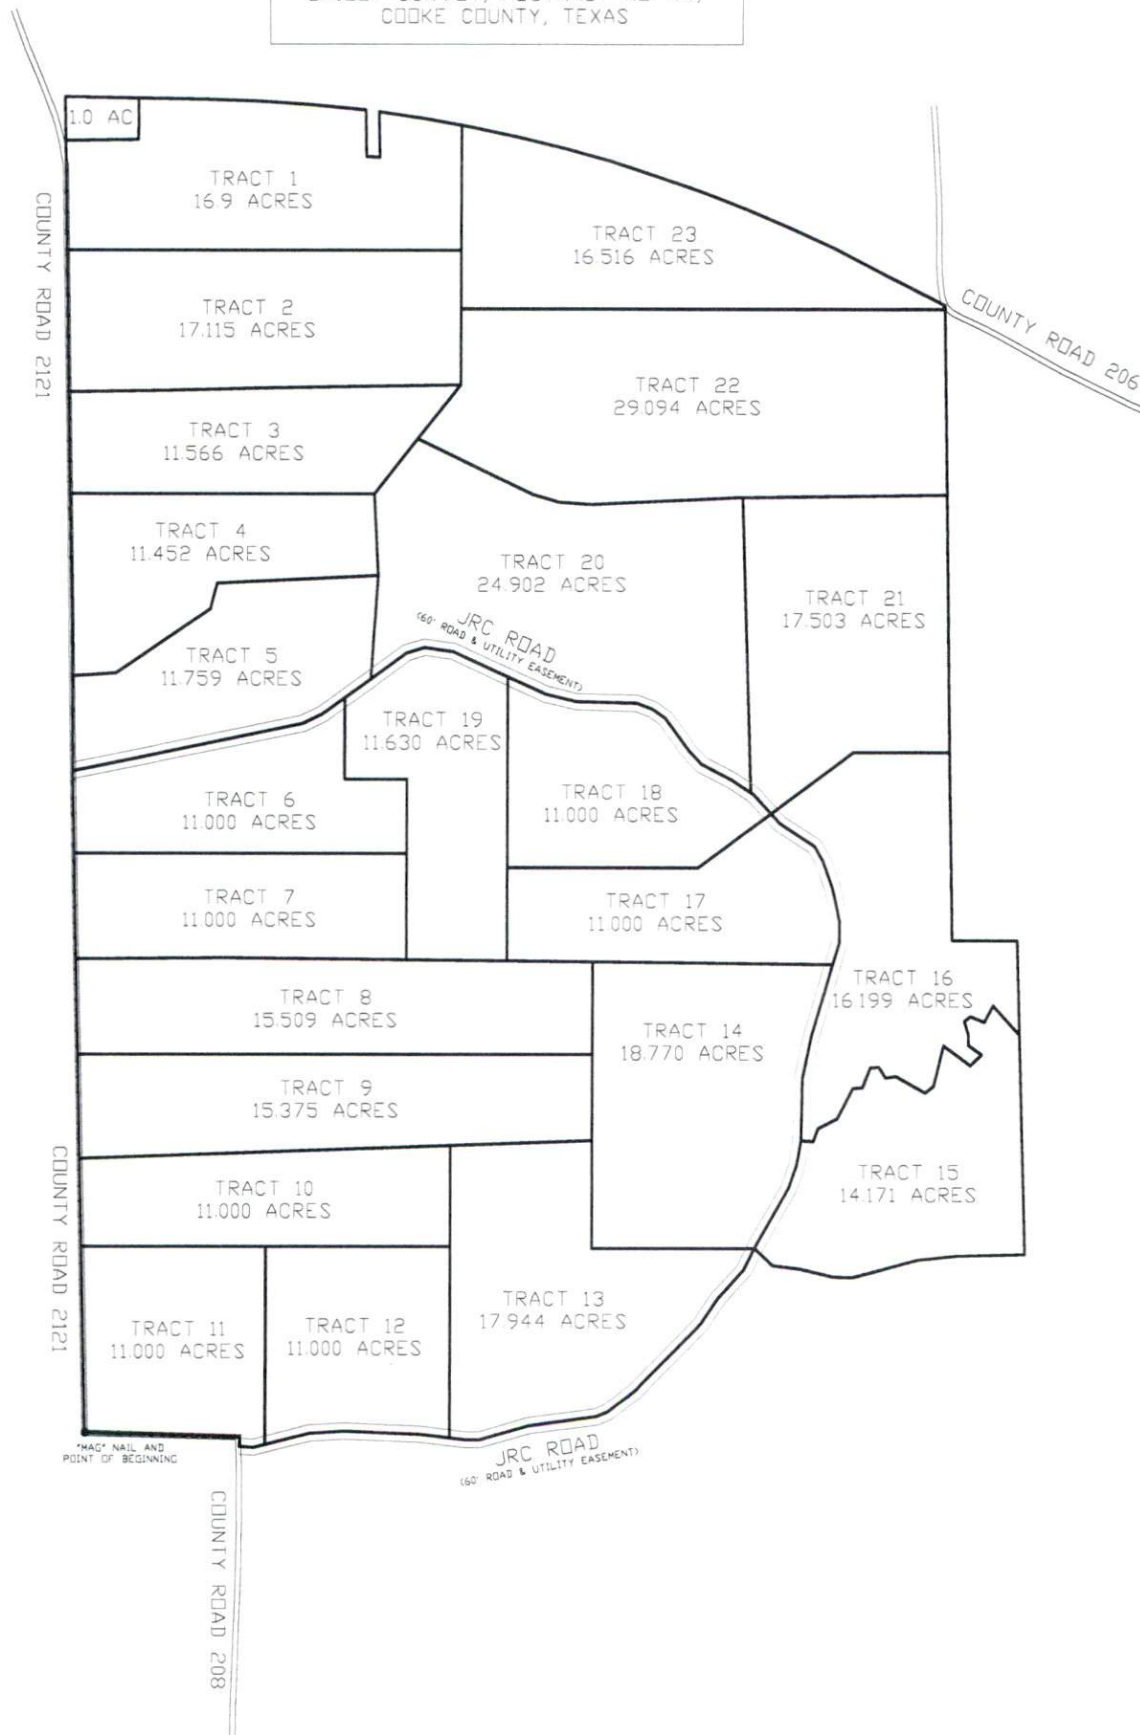 COOKE COUNTY, TEXAS
1.0 AC
TRACT 1
16.9 ACRES
TRACT 23
16.516 ACRES
COUNTY ROAD 2121
TRACT 2
17.115 ACRES
COUNTY ROAD 206
TRACT 22
29.094 ACRES
TRACT 3
11.566 ACRES
TRACT 4
11.452 ACRES
TRACT 20
24.902 ACRES
TRACT 21
17.503 ACRES
JRC ROAD
(60' ROAD & UTILITY EASEMENT)
TRACT 5
11.759 ACRES
TRACT 19
11.630 ACRES
TRACT 6
11.000 ACRES
TRACT 18
11.000 ACRES
TRACT 7
11.000 ACRES
TRACT 17
11.000 ACRES
TRACT 8
15.509 ACRES
TRACT 16
16.199 ACRES
TRACT 14
18.770 ACRES
TRACT 9
15.375 ACRES
COUNTY ROAD 2121
TRACT 10
11.000 ACRES
TRACT 15
14.171 ACRES
TRACT 11
11.000 ACRES
TRACT 12
11.000 ACRES
TRACT 13
17.944 ACRES
"MAG" NAIL AND
POINT OF BEGINNING
JRC ROAD
(60' ROAD & UTILITY EASEMENT)
COUNTY ROAD 208